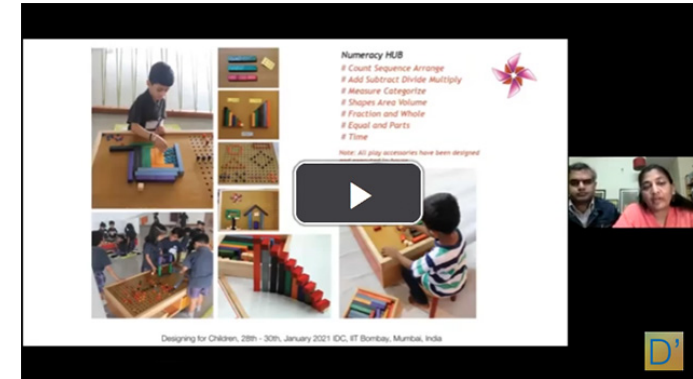 Numeracy HUB
# Count Sequence Arrange
# Add Subtract Divide Multiply
# Measure Categorize
# Shapes Area Volume
# Fraction and Whole
# Equal and Parts
# Time
Note: All play accessories have been designed
Designing for Children, 28th - 30th, January 2021 IDC, IIT Bombay, Mumbai, India
D'